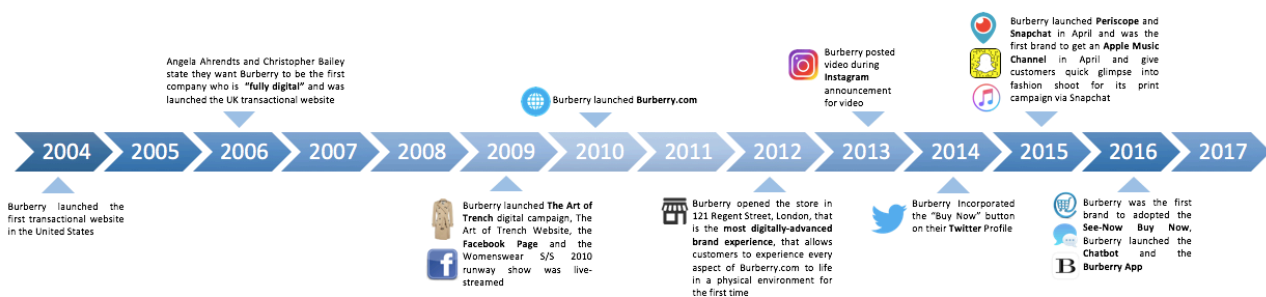 Angela Ahrendts and Christopher Bailey
state they want Burberry to be the first
company who is "fully digital" and was
launched the UK transactional website
Burberry launched Burberry.com
Burberry posted
video during
Instagram
announcement
for video
Burberry launched Periscope and
Snapchat in April and was the
first brand to get an Apple Music
Channel in April and give
customers quick glimpse into
fashion shoot for its print
campaign via Snapchat
2004 2005 2006 2007 2008 2009 2010 2011 2012 2013 2014 2015 2016 2017
Burberry launched the
first transactional website
in the United States
Burberry launched The Art of
Trench digital campaign, The
Art of Trench Website, the
Facebook Page and the
Womenswear S/S 2010
runway show was live-
streamed
Burberry opened the store in
121 Regent Street, London, that
is the most digitally-advanced
brand experience, that allows
customers to experience every
aspect of Burberry.com to life
in a physical environment for
the first time
Burberry Incorporated
the "Buy Now" button
on their Twitter Profile
Burberry was the first
brand to adopted the
See-Now Buy Now,
Burberry launched the
Chatbot and the
Burberry App
B